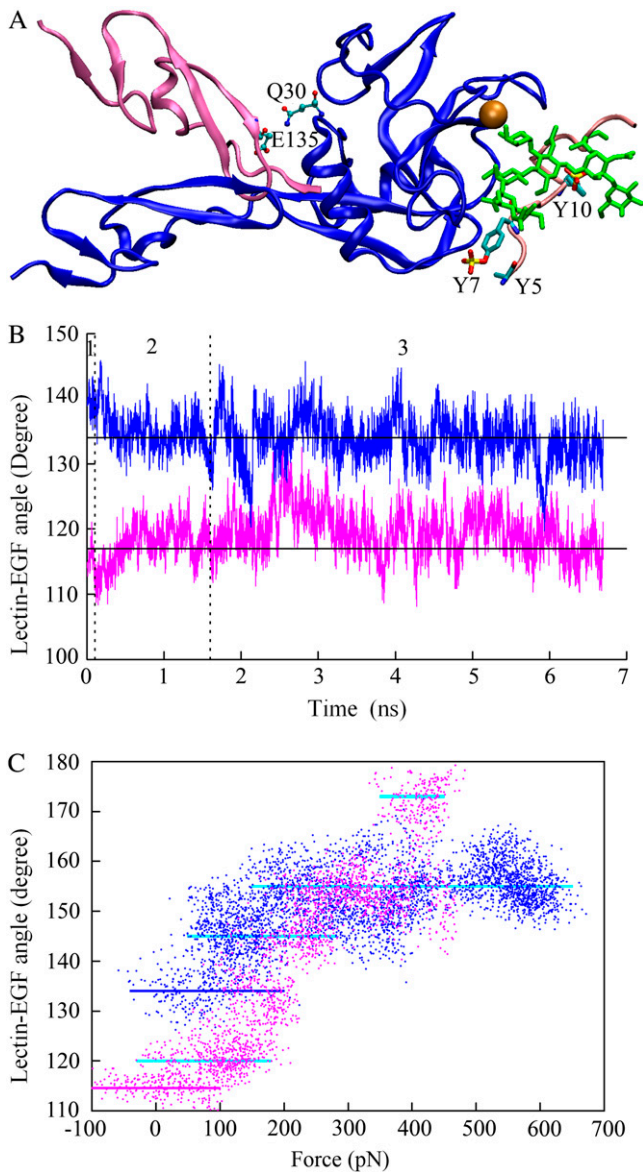 A
Q30
E135
Y10
Y7 Y5
B
150
1 2 3
140
130
120
110
100
Lectin-EGF angle (Degree)
0 1 2 3 4 5 6 7
Time (ns)
C
180
170
160
150
140
130
120
110
Lectin-EGF angle (degree)
-100 0 100 200 300 400 500 600 700
Force (pN)